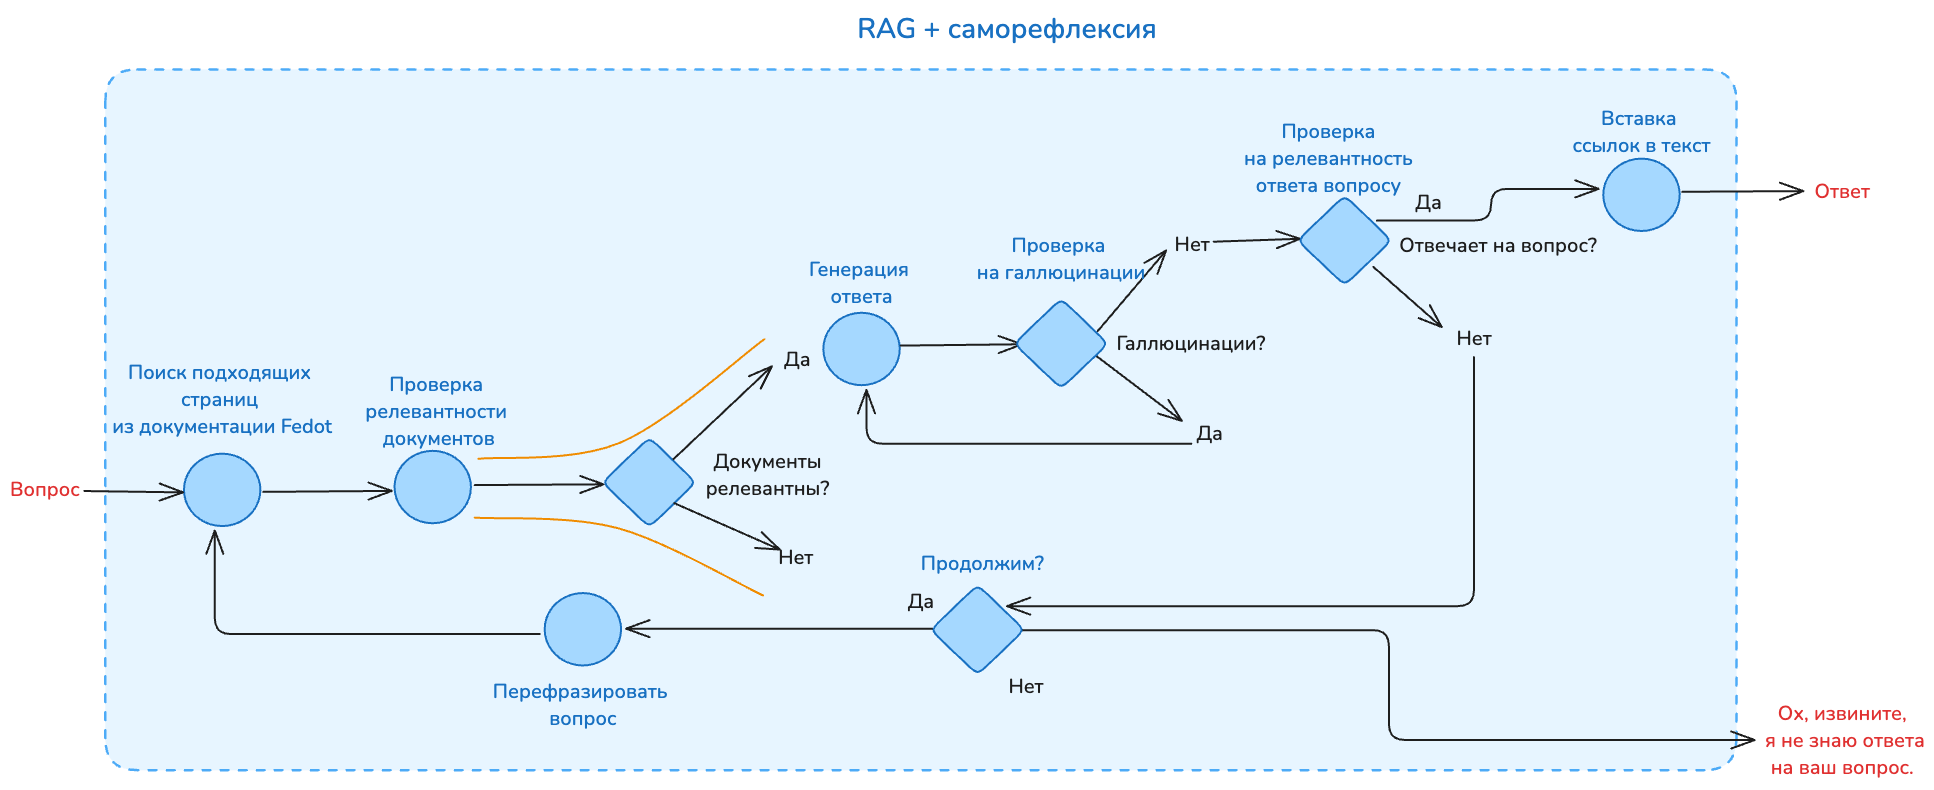 RAG + саморефлексия
Вставка
ссылок в текст
Проверка
на релевантность
ответа вопросу
Да
Ответ
Отвечает на вопрос?
Нет
Проверка
на галлюцинации
Нет
Галлюцинации?
Да
Генерация
ответа
Да
Поиск подходящих
страниц
из документации Fedot
Проверка
релевантности
документов
Документы
релевантны?
Вопрос
Нет
Продолжим?
Да
Нет
Перефразировать
вопрос
Ох, извините,
я не знаю ответа
на ваш вопрос.